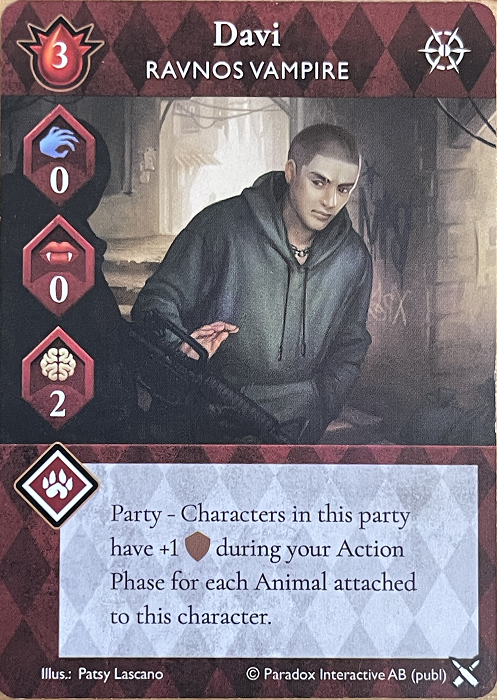 3
Davi
RAVNOS VAMPIRE
0
0
2
Party - Characters in this party
have +1 during your Action
Phase for each Animal attached
to this character.
Illus.: Patsy Lascano
© Paradox Interactive AB (publ)